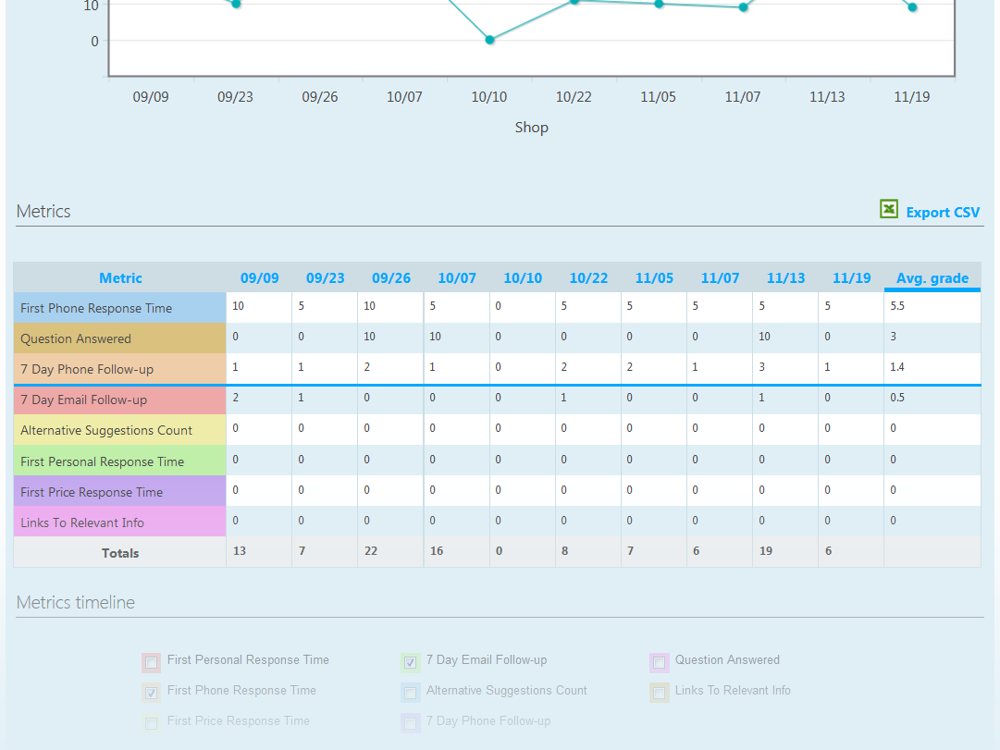 10
0
09/09 09/23 09/26 10/07 10/10 10/22 11/05 11/07 11/13 11/19
Shop
Metrics Export CSV
Metric 09/09 09/23 09/26 10/07 10/10 10/22 11/05 11/07 11/13 11/19 Avg. grade
First Phone Response Time 10 5 10 5 0 5 5 5 5 5 5.5
Question Answered 0 0 10 10 0 0 0 0 10 0 3
7 Day Phone Follow-up 1 1 2 1 0 2 2 1 3 1 1.4
7 Day Email Follow-up 2 1 0 0 0 1 0 0 1 0 0.5
Alternative Suggestions Count 0 0 0 0 0 0 0 0 0 0 0
First Personal Response Time 0 0 0 0 0 0 0 0 0 0 0
First Price Response Time 0 0 0 0 0 0 0 0 0 0 0
Links To Relevant Info 0 0 0 0 0 0 0 0 0 0 0
Totals 13 7 22 16 0 8 7 6 19 6
Metrics timeline
First Personal Response Time 7 Day Email Follow-up Question Answered
First Phone Response Time Alternative Suggestions Count Links To Relevant Info
First Price Response Time 7 Day Phone Follow-up